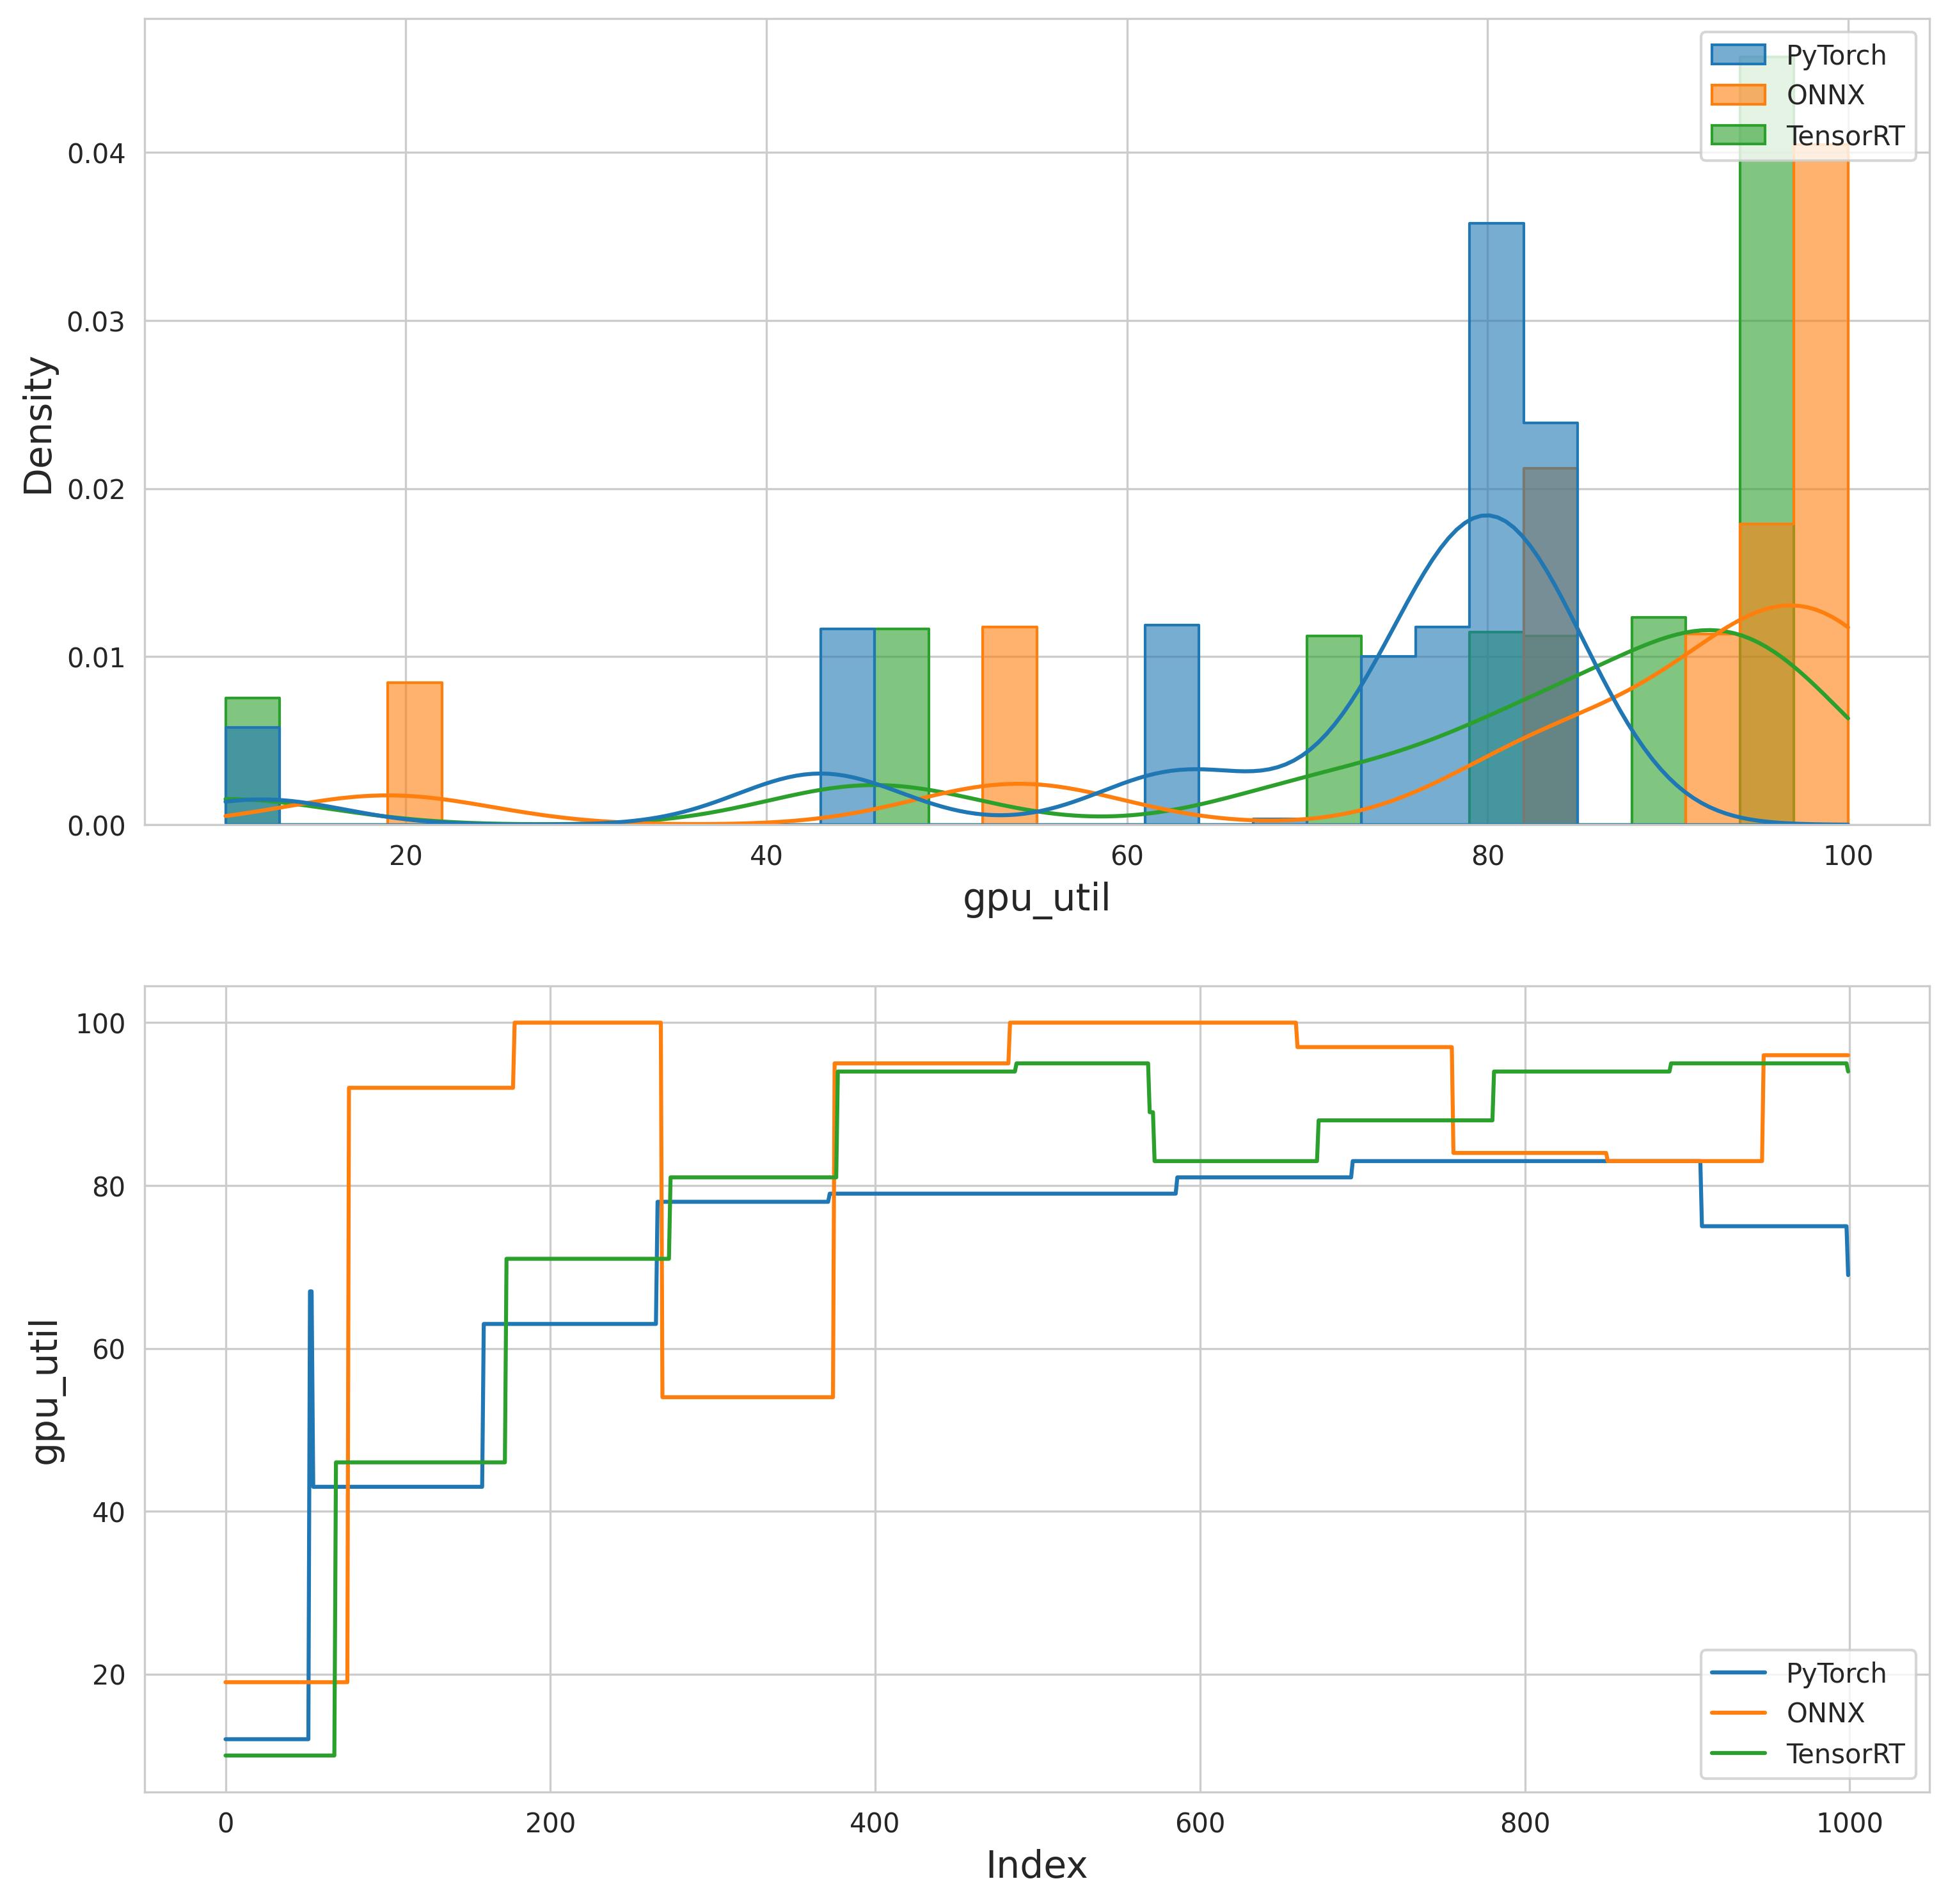 PyTorch
ONNX
TensorRT
0.04
0.03
0.02
0.01
0.00
Density
20 40 60 80 100
gpu_util
100
80
60
40
20
gpu_util
PyTorch
ONNX
TensorRT
0 200 400 600 800 1000
Index